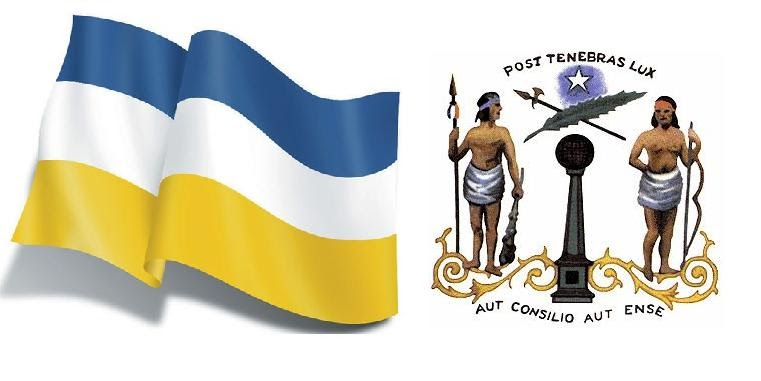 POST TENEBRAS LUX
AUT CONSILIO AUT ENSE